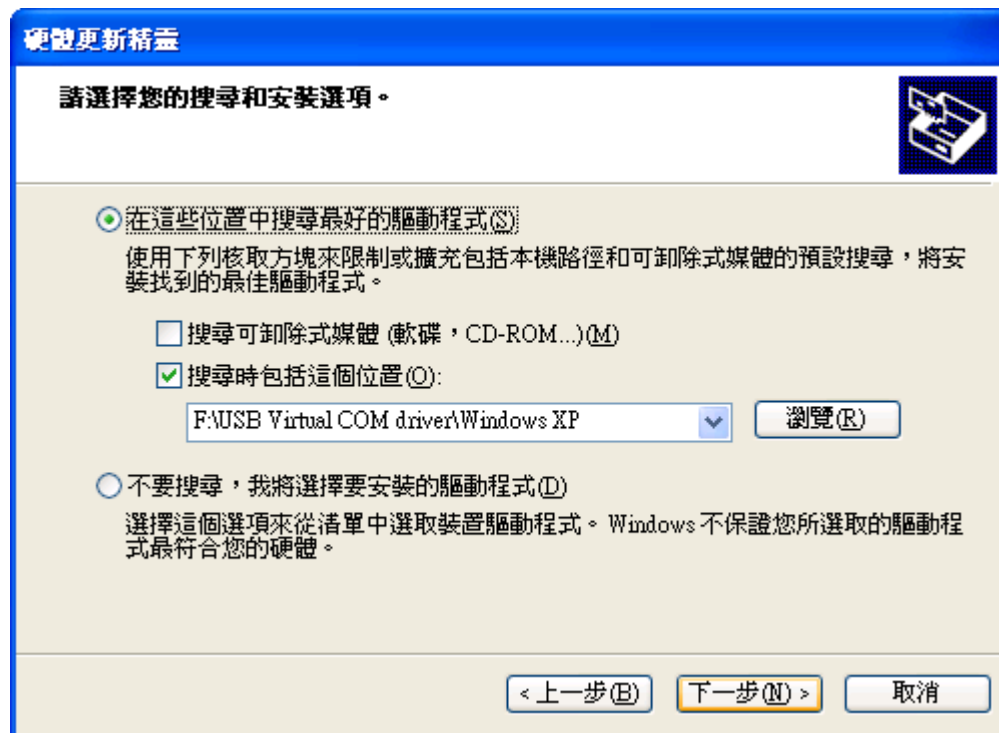 硬體更新精靈
請選擇您的搜尋和安裝選項。
在這些位置中搜尋最好的驅動程式(S)
使用下列核取方塊來限制或擴充包括本機路徑和可卸除式媒體的預設搜尋，將安
裝找到的最佳驅動程式。
搜尋可卸除式媒體 (軟碟，CD-ROM...)(M)
搜尋時包括這個位置(O):
F:\USB Virtual COM driver\Windows XP
瀏覽(R)
不要搜尋，我將選擇要安裝的驅動程式(D)
選擇這個選項來從清單中選取裝置驅動程式。Windows 不保證您所選取的驅動程
式最符合您的硬體。
< 上一步(B) 下一步(N) > 取消